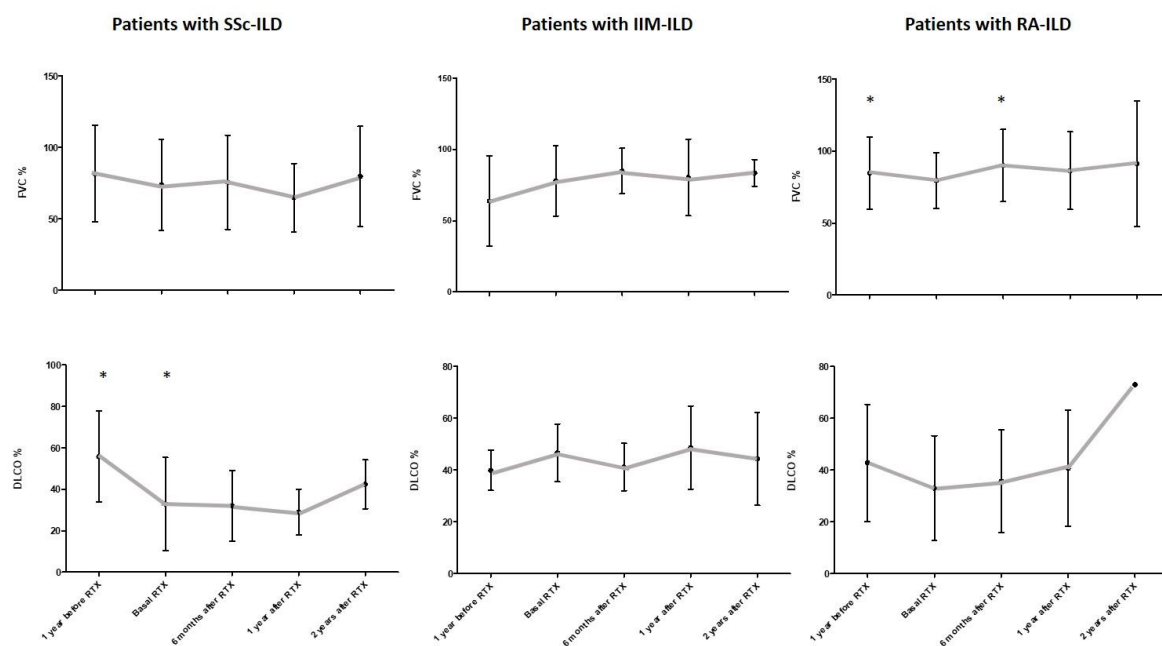 Patients with SSc-ILD
Patients with IIM-ILD
Patients with RA-ILD
150
100
50
0
FVC %
150
100
50
0
FVC %
150
100
50
0
FVC %
*
*
100
80
60
40
20
0
DLCO %
*
*
1 year before RTX
Basal RTX
6 months after RTX
1 year after RTX
2 years after RTX
80
60
40
20
0
DLCO %
1 year before RTX
Basal RTX
6 months after RTX
1 year after RTX
2 years after RTX
80
60
40
20
0
DLCO %
1 year before RTX
Basal RTX
6 months after RTX
1 year after RTX
2 years after RTX